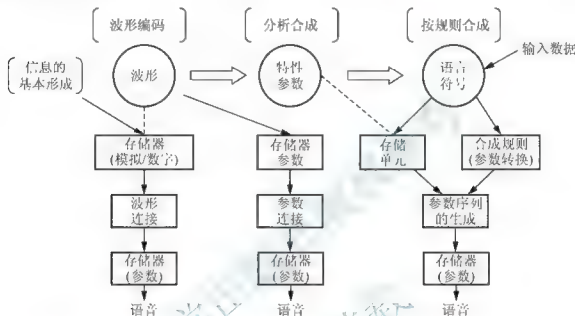 波形编码
分析合成
按规则合成
信息的
基本形成
波形
特性
参数
语言
符号
输入数据
存储器
(模拟/数字)
存储器
参数
存储
单元
合成规则
(参数转换)
波形
连接
参数
连接
参数序列
的生成
存储器
(参数)
存储器
(参数)
存储器
(参数)
语音
语音
语音